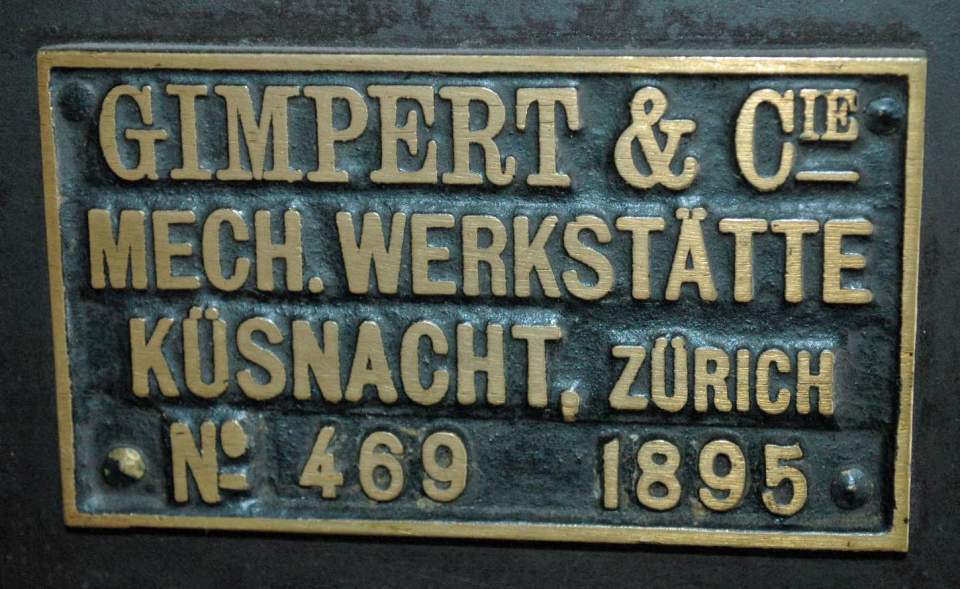 GIMPERT & CIE
MECH. WERKSTÄTTE
KÜSNACHT, ZÜRICH
Nº 469 1895